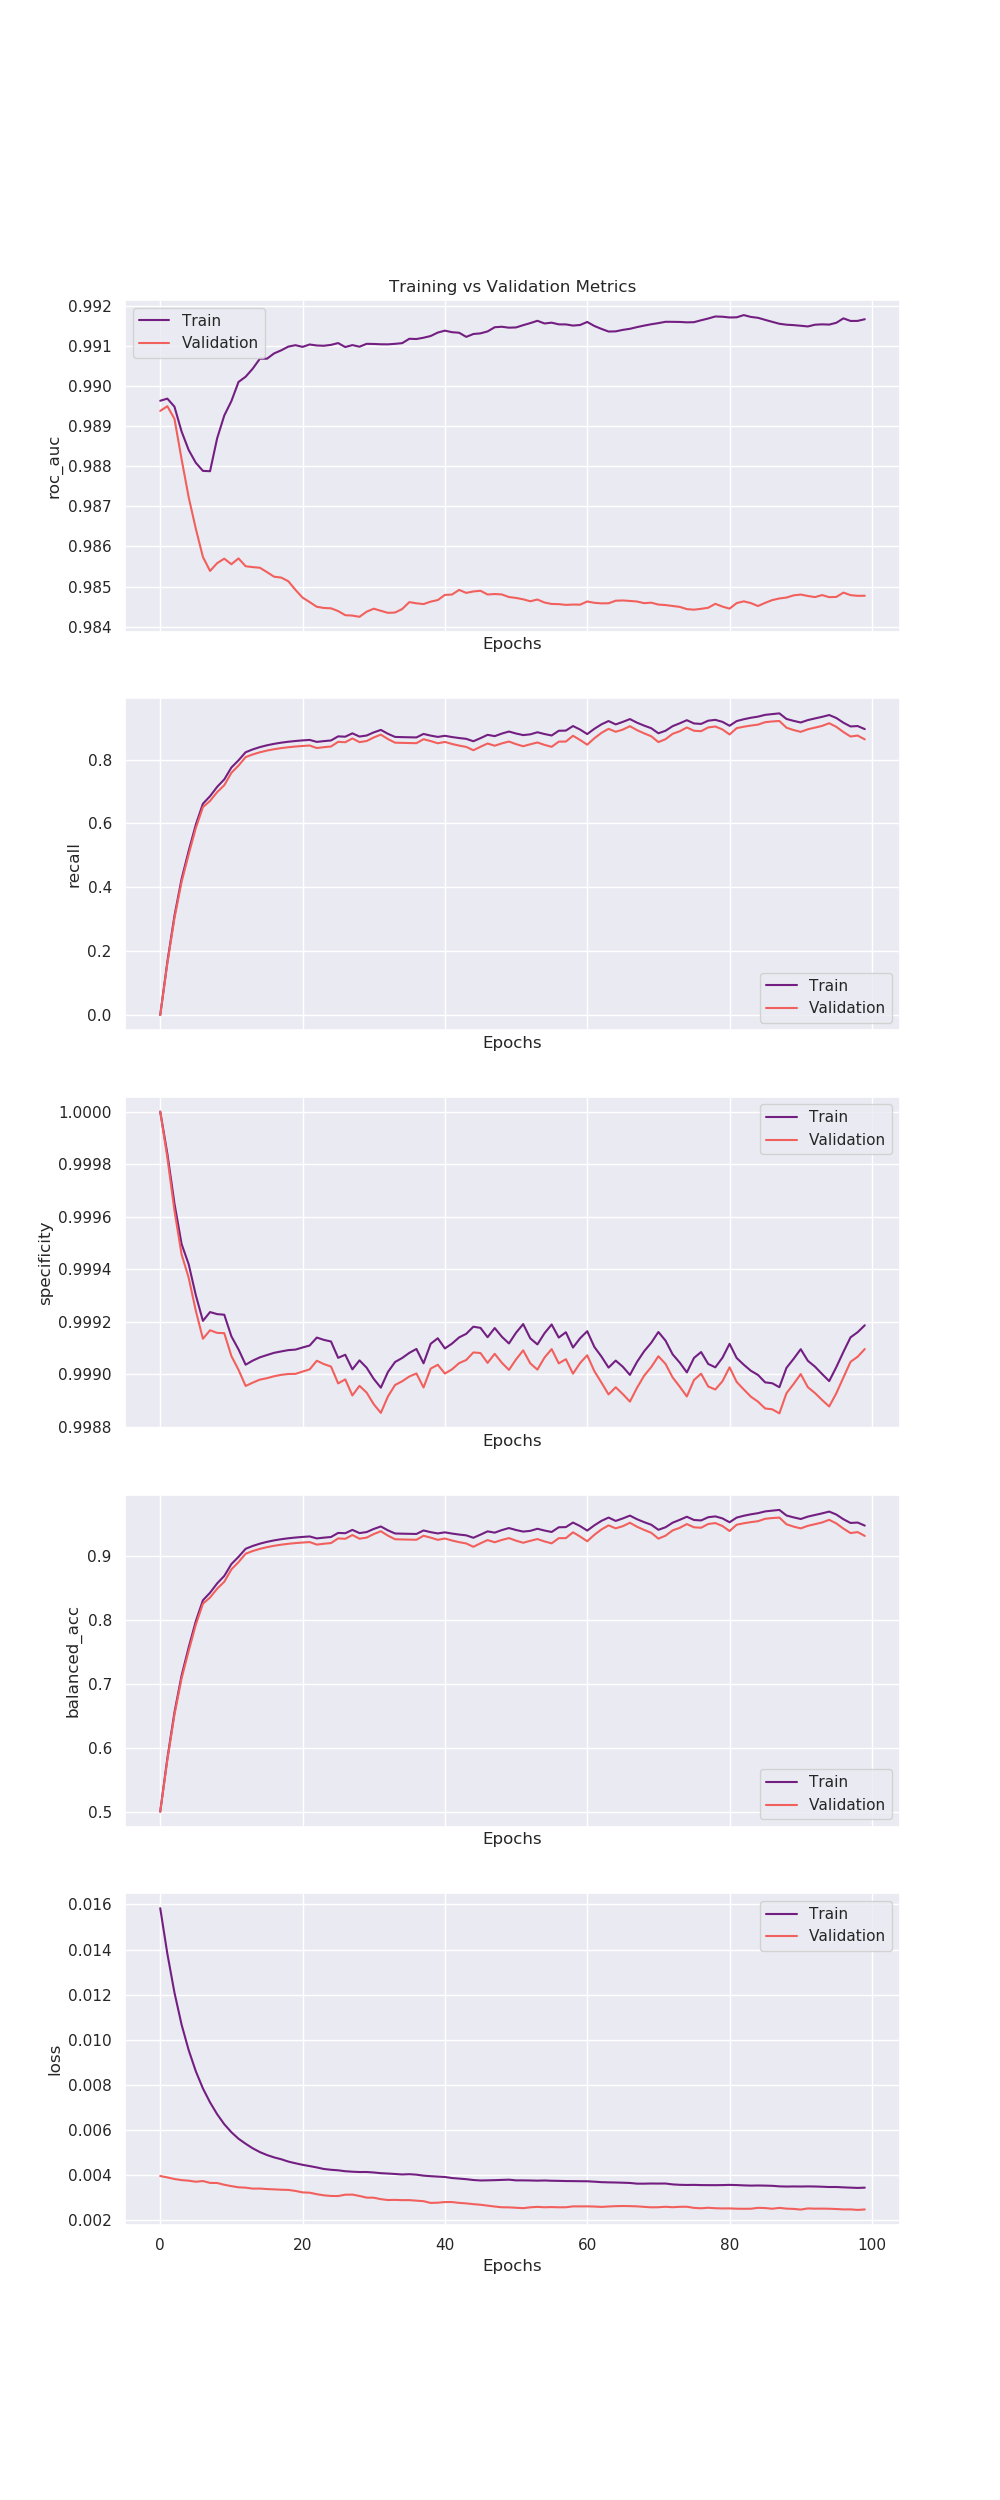 Training vs Validation Metrics
0.992
0.991
0.990
0.989
0.988
0.987
0.986
0.985
0.984
roc_auc
Train
Validation
Epochs
0.8
0.6
0.4
0.2
0.0
recall
Train
Validation
Epochs
1.0000
0.9998
0.9996
0.9994
0.9992
0.9990
0.9988
specificity
Train
Validation
Epochs
0.9
0.8
0.7
0.6
0.5
balanced_acc
Train
Validation
Epochs
0.016
0.014
0.012
0.010
0.008
0.006
0.004
0.002
loss
Train
Validation
0 20 40 60 80 100
Epochs